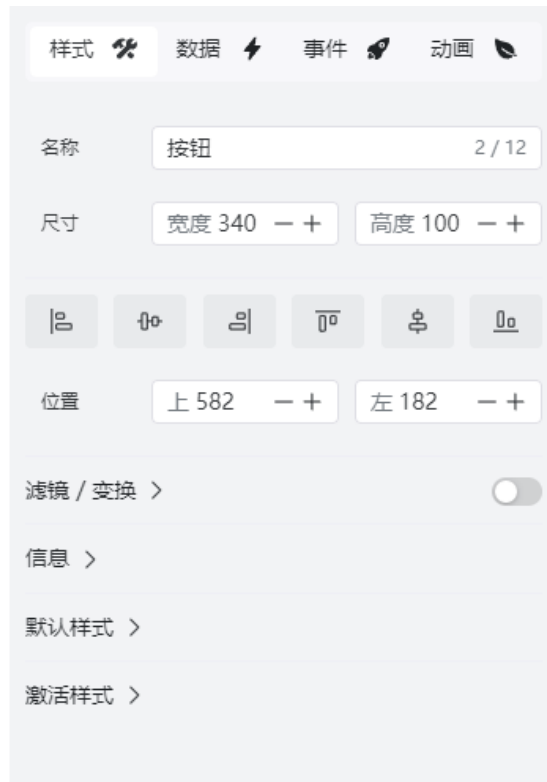 样式 数据 事件 动画
名称 按钮 2 / 12
尺寸 宽度 340 — + 高度 100 — +
位置 上 582 — + 左 182 — +
滤镜 / 变换 >
信息 >
默认样式 >
激活样式 >